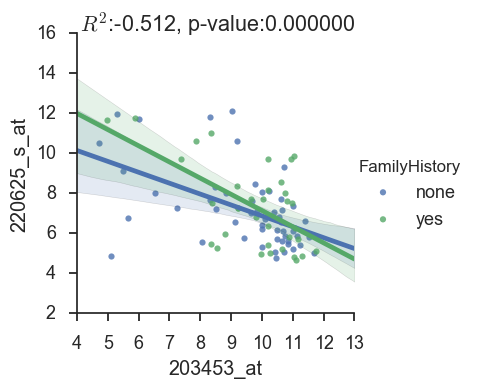 R²:-0.512, p-value:0.000000
16
14
12
10
8
6
4
2
220625_s_at
4 5 6 7 8 9 10 11 12 13
203453_at
FamilyHistory
none
yes